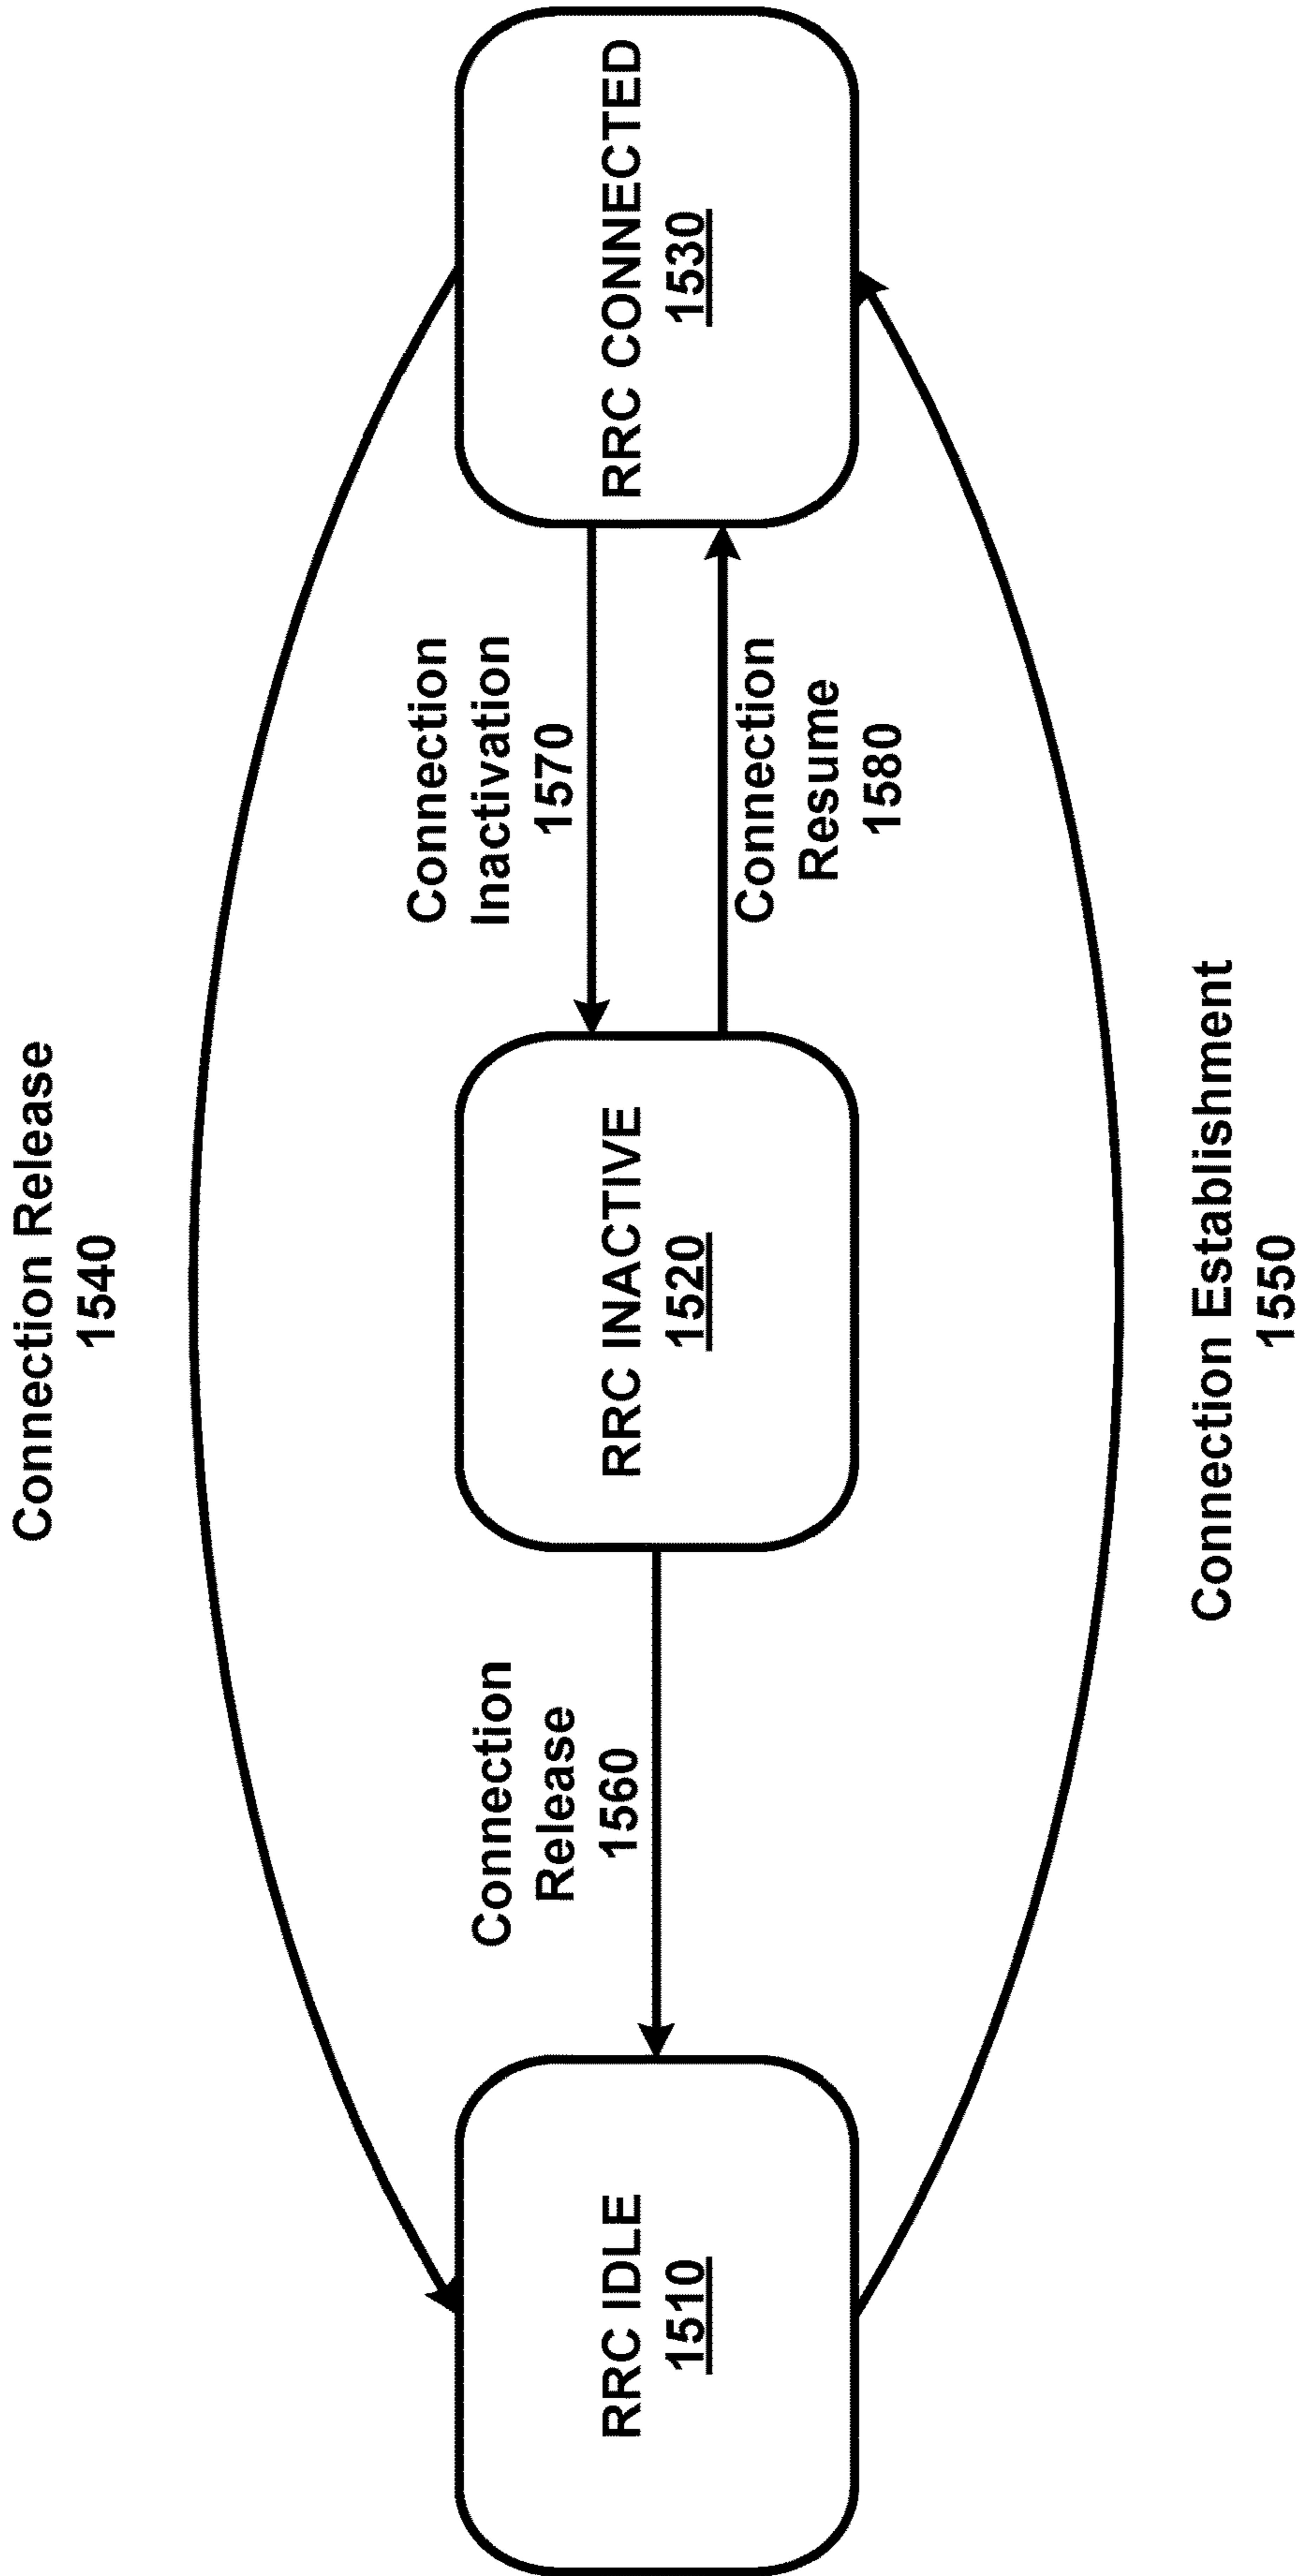 Connection Release
1540
RRC IDLE
1510
Connection
Release
1560
RRC INACTIVE
1520
Connection
Inactivation
1570
Connection
Resume
1580
RRC CONNECTED
1530
Connection Establishment
1550